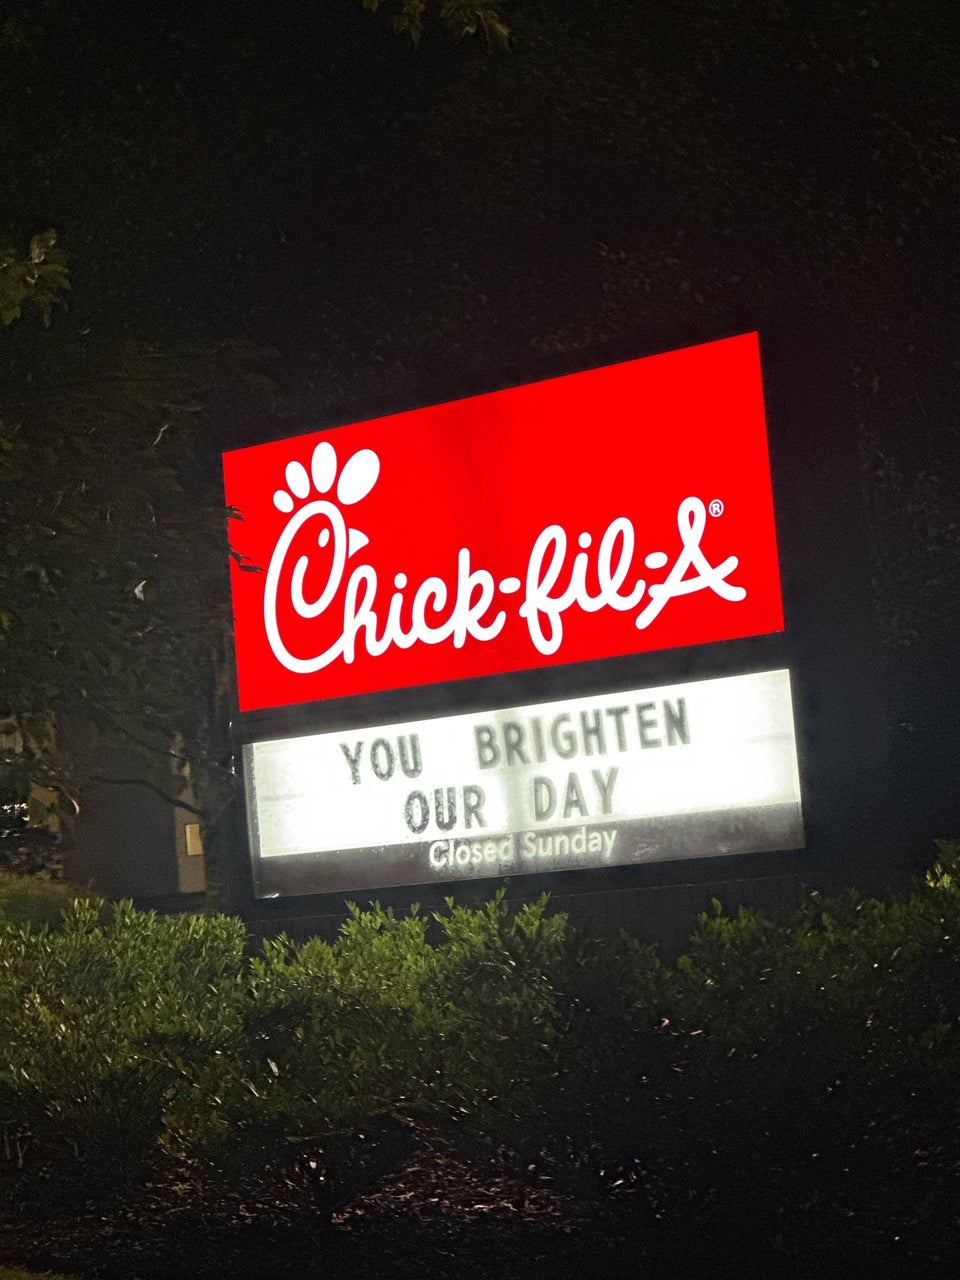 Chick-fil-A®
YOU BRIGHTEN
OUR DAY
Closed Sunday